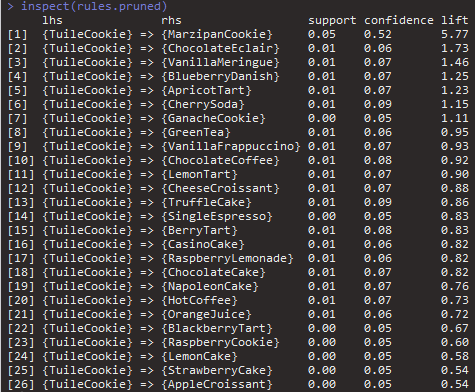 > inspect(rules.pruned)
lhs rhs support confidence lift
[1] {TuileCookie} => {MarzipanCookie} 0.05 0.52 5.77
[2] {TuileCookie} => {ChocolateEclair} 0.01 0.06 1.73
[3] {TuileCookie} => {VanillaMeringue} 0.01 0.07 1.46
[4] {TuileCookie} => {BlueberryDanish} 0.01 0.07 1.25
[5] {TuileCookie} => {ApricotTart} 0.01 0.07 1.23
[6] {TuileCookie} => {CherrySoda} 0.01 0.09 1.15
[7] {TuileCookie} => {GanacheCookie} 0.00 0.05 1.11
[8] {TuileCookie} => {GreenTea} 0.01 0.06 0.95
[9] {TuileCookie} => {VanillaFrappuccino} 0.01 0.07 0.93
[10] {TuileCookie} => {ChocolateCoffee} 0.01 0.08 0.92
[11] {TuileCookie} => {LemonTart} 0.01 0.07 0.90
[12] {TuileCookie} => {CheeseCroissant} 0.01 0.07 0.88
[13] {TuileCookie} => {TruffleCake} 0.01 0.09 0.86
[14] {TuileCookie} => {SingleEspresso} 0.00 0.05 0.83
[15] {TuileCookie} => {BerryTart} 0.01 0.08 0.83
[16] {TuileCookie} => {CasinoCake} 0.01 0.06 0.82
[17] {TuileCookie} => {RaspberryLemonade} 0.01 0.06 0.82
[18] {TuileCookie} => {ChocolateCake} 0.01 0.07 0.82
[19] {TuileCookie} => {NapoleonCake} 0.01 0.07 0.76
[20] {TuileCookie} => {HotCoffee} 0.01 0.07 0.73
[21] {TuileCookie} => {OrangeJuice} 0.01 0.06 0.72
[22] {TuileCookie} => {BlackberryTart} 0.00 0.05 0.67
[23] {TuileCookie} => {RaspberryCookie} 0.00 0.05 0.60
[24] {TuileCookie} => {LemonCake} 0.00 0.05 0.58
[25] {TuileCookie} => {StrawberryCake} 0.00 0.05 0.54
[26] {TuileCookie} => {AppleCroissant} 0.00 0.05 0.54